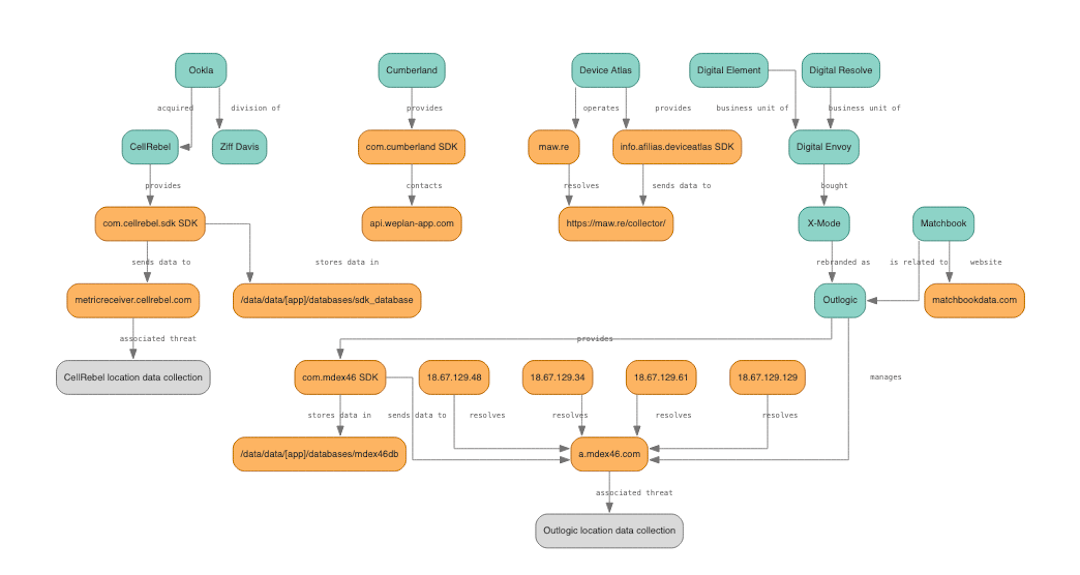 Ookla
Cumberland
Device Atlas
Digital Element
Digital Resolve
acquired
division of
provides
operates
provides
business unit of
business unit of
CellRebel
Ziff Davis
com.cumberland SDK
maw.re
info.afilias.deviceatlas SDK
Digital Envoy
provides
contacts
resolves
sends data to
bought
com.cellrebel.sdk SDK
api.weplan-app.com
https://maw.re/collector/
X-Mode
Matchbook
sends data to
stores data in
rebranded as
is related to
website
metricreceiver.cellrebel.com
/data/data/[app]/databases/sdk_database
Outlogic
matchbookdata.com
associated threat
provides
CellRebel location data collection
com.mdex46 SDK
18.67.129.48
18.67.129.34
18.67.129.61
18.67.129.129
manages
stores data in
sends data to
resolves
resolves
resolves
resolves
/data/data/[app]/databases/mdex46db
a.mdex46.com
associated threat
Outlogic location data collection